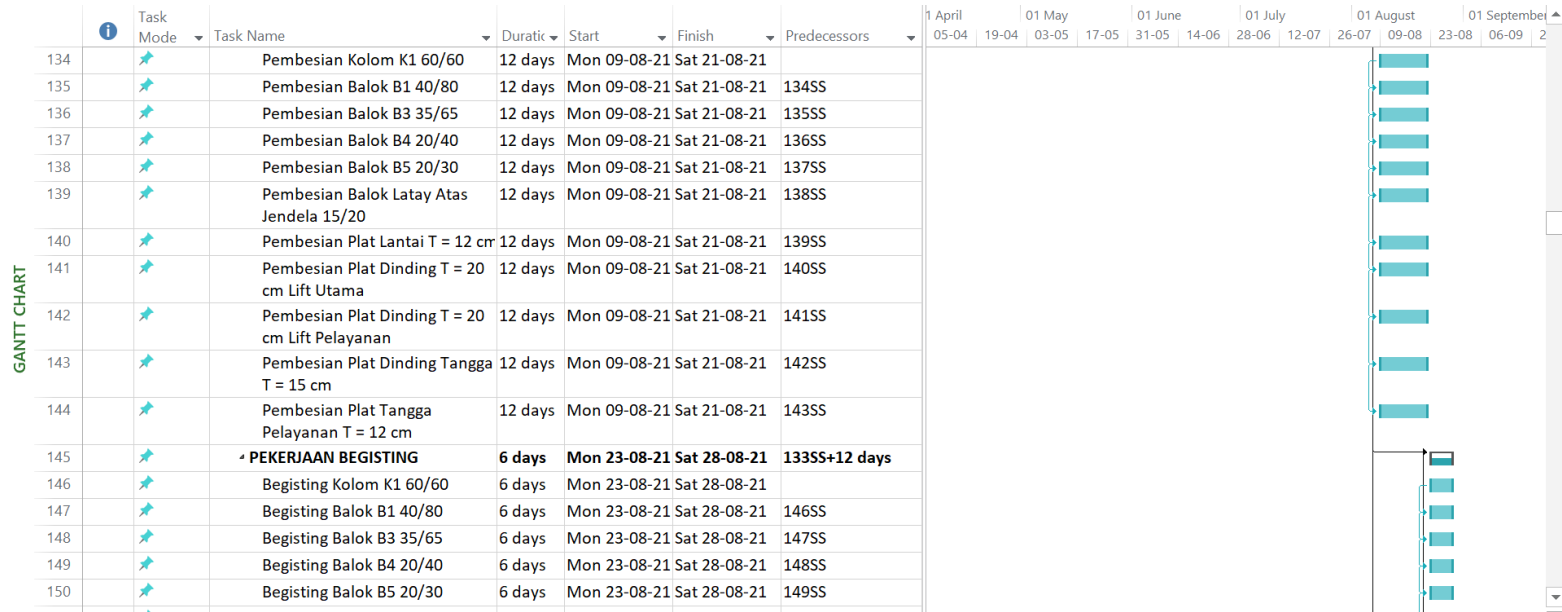 Task
Mode Task Name Duratic Start Finish Predecessors
1 April 01 May 01 June 01 July 01 August 01 September
05-04 19-04 03-05 17-05 31-05 14-06 28-06 12-07 26-07 09-08 23-08 06-09 2
134 Pembesian Kolom K1 60/60 12 days Mon 09-08-21 Sat 21-08-21
135 Pembesian Balok B1 40/80 12 days Mon 09-08-21 Sat 21-08-21 134SS
136 Pembesian Balok B3 35/65 12 days Mon 09-08-21 Sat 21-08-21 135SS
137 Pembesian Balok B4 20/40 12 days Mon 09-08-21 Sat 21-08-21 136SS
138 Pembesian Balok B5 20/30 12 days Mon 09-08-21 Sat 21-08-21 137SS
139 Pembesian Balok Latay Atas 12 days Mon 09-08-21 Sat 21-08-21 138SS
Jendela 15/20
140 Pembesian Plat Lantai T = 12 cm 12 days Mon 09-08-21 Sat 21-08-21 139SS
141 Pembesian Plat Dinding T = 20 12 days Mon 09-08-21 Sat 21-08-21 140SS
cm Lift Utama
142 Pembesian Plat Dinding T = 20 12 days Mon 09-08-21 Sat 21-08-21 141SS
cm Lift Pelayanan
143 Pembesian Plat Dinding Tangga 12 days Mon 09-08-21 Sat 21-08-21 142SS
T = 15 cm
144 Pembesian Plat Tangga 12 days Mon 09-08-21 Sat 21-08-21 143SS
Pelayanan T = 12 cm
145 PEKERJAAN BEGISTING 6 days Mon 23-08-21 Sat 28-08-21 133SS+12 days
146 Begisting Kolom K1 60/60 6 days Mon 23-08-21 Sat 28-08-21
147 Begisting Balok B1 40/80 6 days Mon 23-08-21 Sat 28-08-21 146SS
148 Begisting Balok B3 35/65 6 days Mon 23-08-21 Sat 28-08-21 147SS
149 Begisting Balok B4 20/40 6 days Mon 23-08-21 Sat 28-08-21 148SS
150 Begisting Balok B5 20/30 6 days Mon 23-08-21 Sat 28-08-21 149SS
GANTT CHART